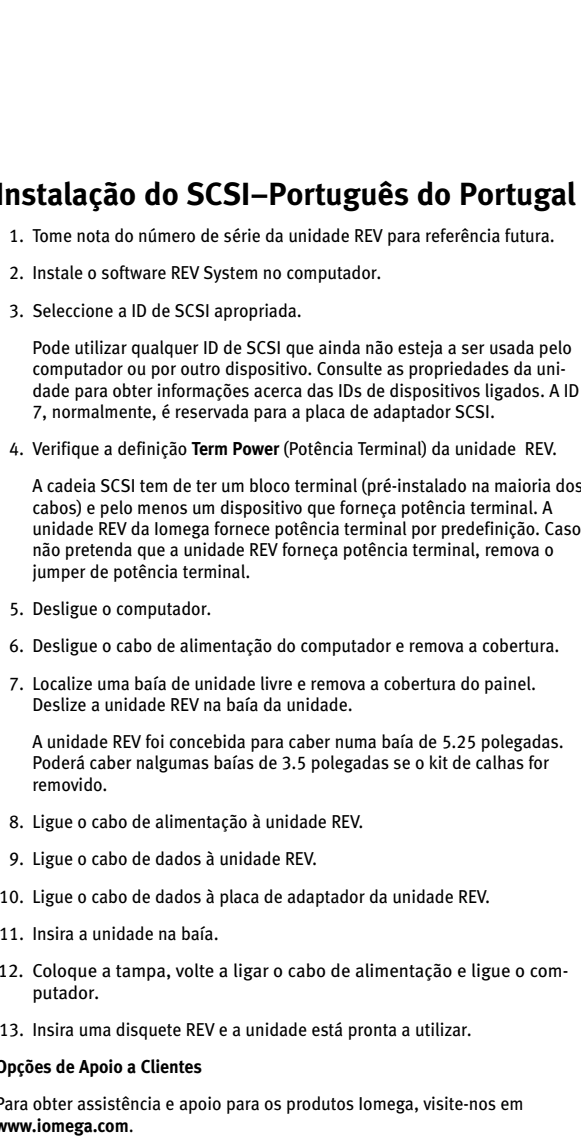 Instalação do SCSI–Português do Portugal
1. Tome nota do número de série da unidade REV para referência futura.
2. Instale o software REV System no computador.
3. Seleccione a ID de SCSI apropriada.
Pode utilizar qualquer ID de SCSI que ainda não esteja a ser usada pelo
computador ou por outro dispositivo. Consulte as propriedades da uni-
dade para obter informações acerca das IDs de dispositivos ligados. A ID
7, normalmente, é reservada para a placa de adaptador SCSI.
4. Verifique a definição Term Power (Potência Terminal) da unidade REV.
A cadeia SCSI tem de ter um bloco terminal (pré-instalado na maioria dos
cabos) e pelo menos um dispositivo que forneça potência terminal. A
unidade REV da Iomega fornece potência terminal por predefinição. Caso
não pretenda que a unidade REV forneça potência terminal, remova o
jumper de potência terminal.
5. Desligue o computador.
6. Desligue o cabo de alimentação do computador e remova a cobertura.
7. Localize uma baía de unidade livre e remova a cobertura do painel.
Deslize a unidade REV na baía da unidade.
A unidade REV foi concebida para caber numa baía de 5.25 polegadas.
Poderá caber nalgumas baías de 3.5 polegadas se o kit de calhas for
removido.
8. Ligue o cabo de alimentação à unidade REV.
9. Ligue o cabo de dados à unidade REV.
10. Ligue o cabo de dados à placa de adaptador da unidade REV.
11. Insira a unidade na baía.
12. Coloque a tampa, volte a ligar o cabo de alimentação e ligue o com-
putador.
13. Insira uma disquete REV e a unidade está pronta a utilizar.
Opções de Apoio a Clientes
Para obter assistência e apoio para os produtos Iomega, visite-nos em
www.iomega.com.